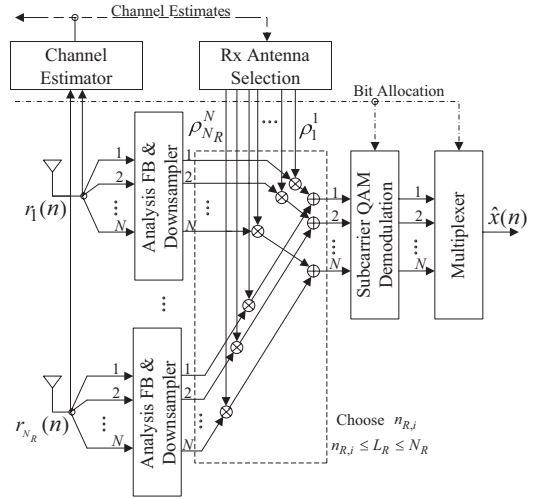 Channel Estimates
Channel
Estimator
Rx Antenna
Selection
Bit Allocation
ρ_{N_R}^N
...
ρ_1^1
r_1(n)
1
2
...
N
Analysis FB &
Downsampler
1
2
...
N
1
2
...
N
Subcarrier QAM
Demodulation
1
2
...
N
Multiplexer
x̂(n)
...
r_{N_R}(n)
1
2
...
N
Analysis FB &
Downsampler
1
2
...
N
Choose n_{R,i}
n_{R,i} ≤ L_R ≤ N_R